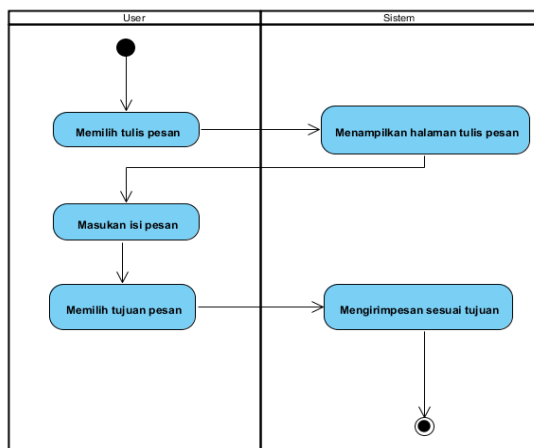 User
Sistem
Memilih tulis pesan
Menampilkan halaman tulis pesan
Masukan isi pesan
Memilih tujuan pesan
Mengirimpesan sesuai tujuan